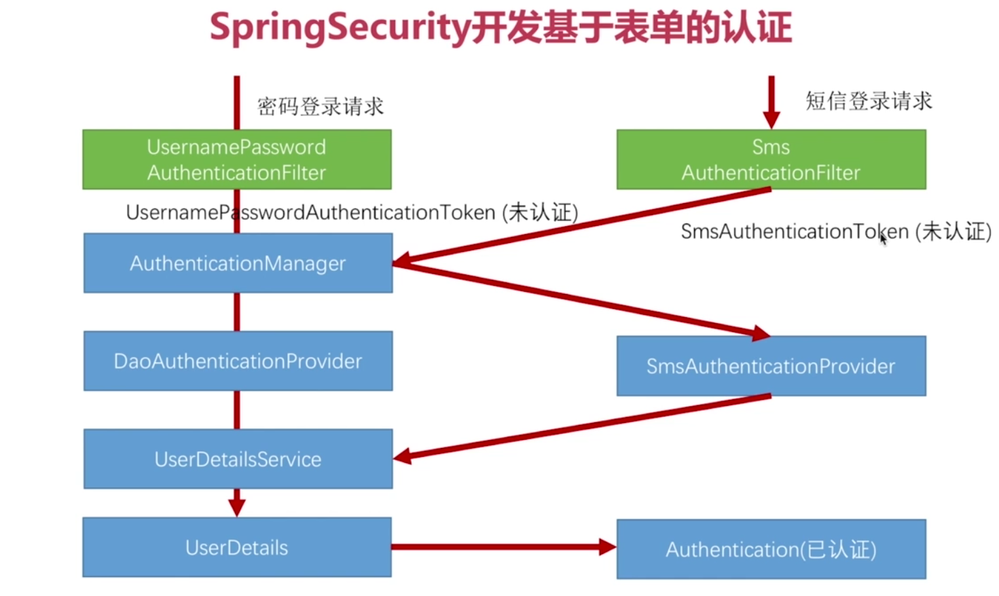 SpringSecurity开发基于表单的认证
密码登录请求
短信登录请求
UsernamePassword
AuthenticationFilter
Sms
AuthenticationFilter
UsernamePasswordAuthenticationToken (未认证)
SmsAuthenticationToken (未认证)
AuthenticationManager
DaoAuthenticationProvider
SmsAuthenticationProvider
UserDetailsService
UserDetails
Authentication(已认证)